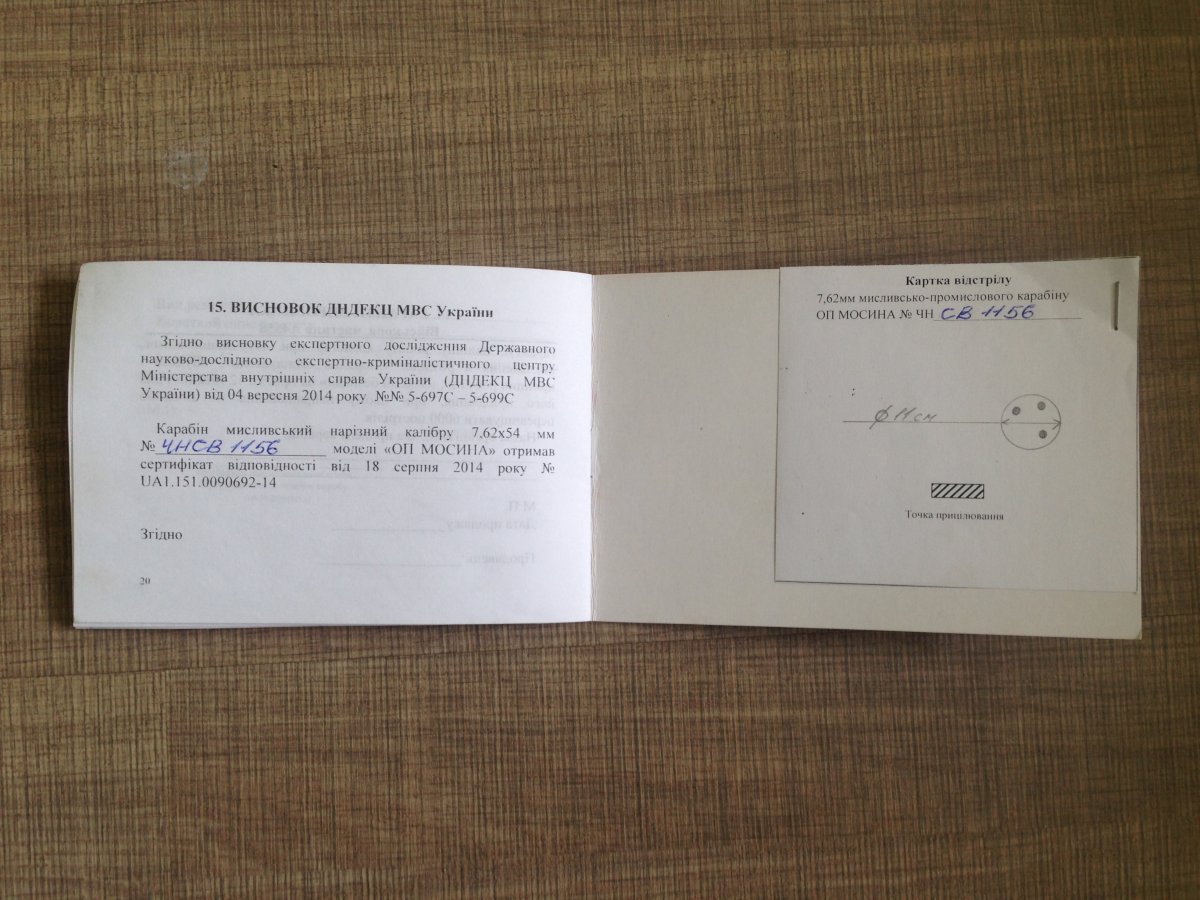 15. ВИСНОВОК ДНДЕКЦ МВС України
Згідно висновку експертного дослідження Державного
науково-дослідного експертно-криміналістичного центру
Міністерства внутрішніх справ України (ДНДЕКЦ МВС
України) від 04 вересня 2014 року №№ 5-697С – 5-699С
Карабін мисливський нарізний калібру 7,62х54 мм
№ ЧНСВ 1156 моделі «ОП МОСИНА» отримав
сертифікат відповідності від 18 серпня 2014 року №
UA1.151.0090692-14
Згідно
20
Картка відстрілу
7,62мм мисливсько-промислового карабіну
ОП МОСИНА № ЧН СВ 1156
ϕ 11 см
Точка прицілювання